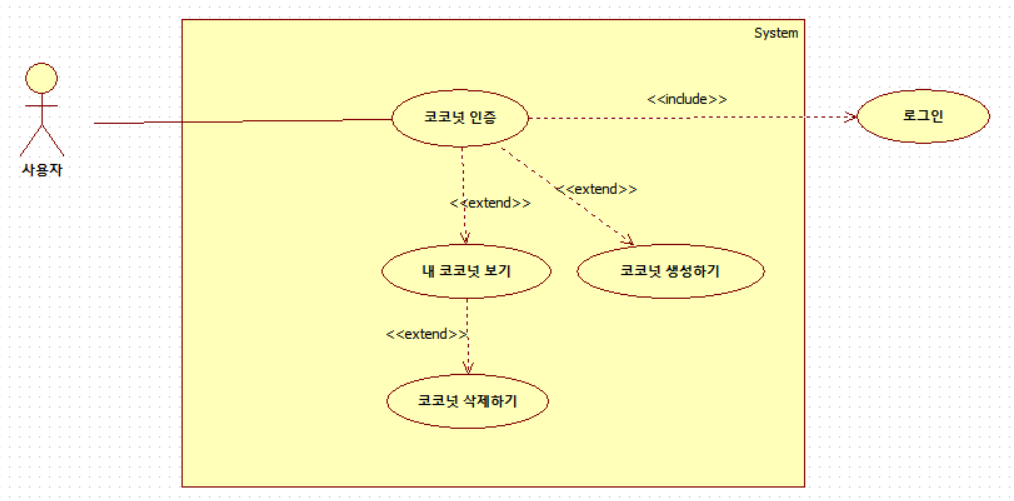 System
<<include>>
코코넛 인증
로그인
사용자
<<extend>>
<<extend>>
내 코코넛 보기
코코넛 생성하기
<<extend>>
코코넛 삭제하기